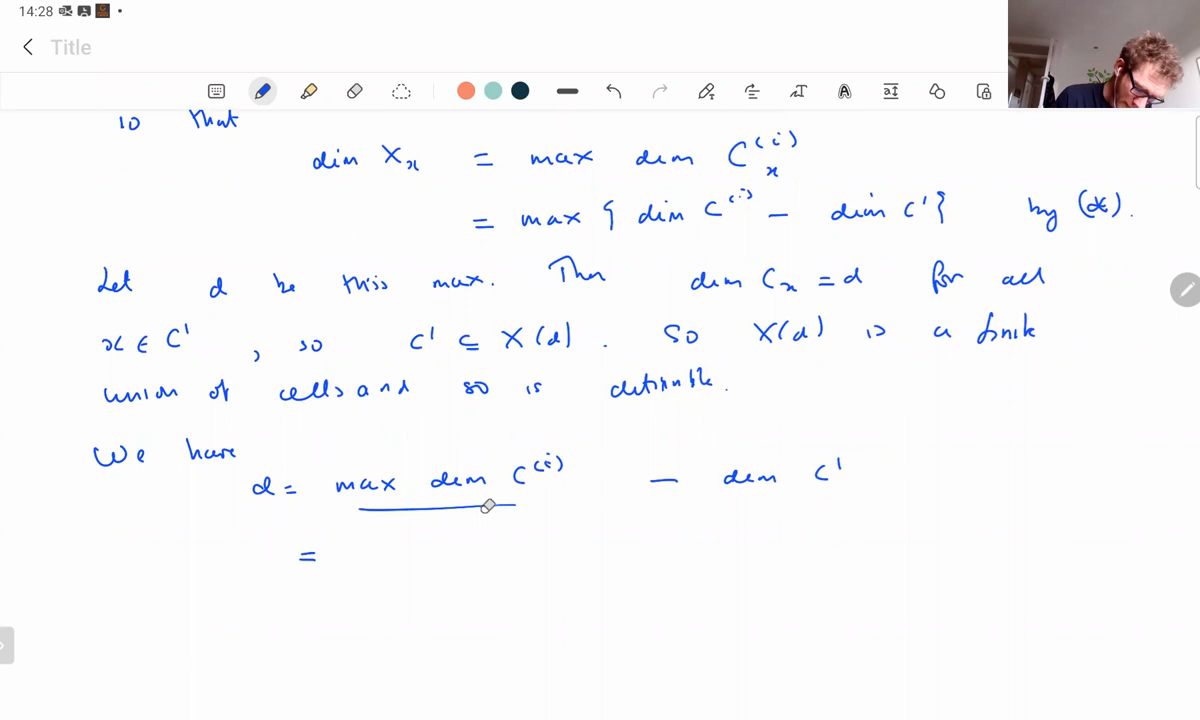 14:28
Title
so that
dim X_x = max dim C^(i)_x
= max { dim C^(i) - dim C' } by (*).
Let d be this max. Then dim C_x = d for all
x ∈ C', so C' ⊆ X(d). So X(d) is a finite
union of cells and so is definable.
We have
d = max dim C^(i) - dim C'
=